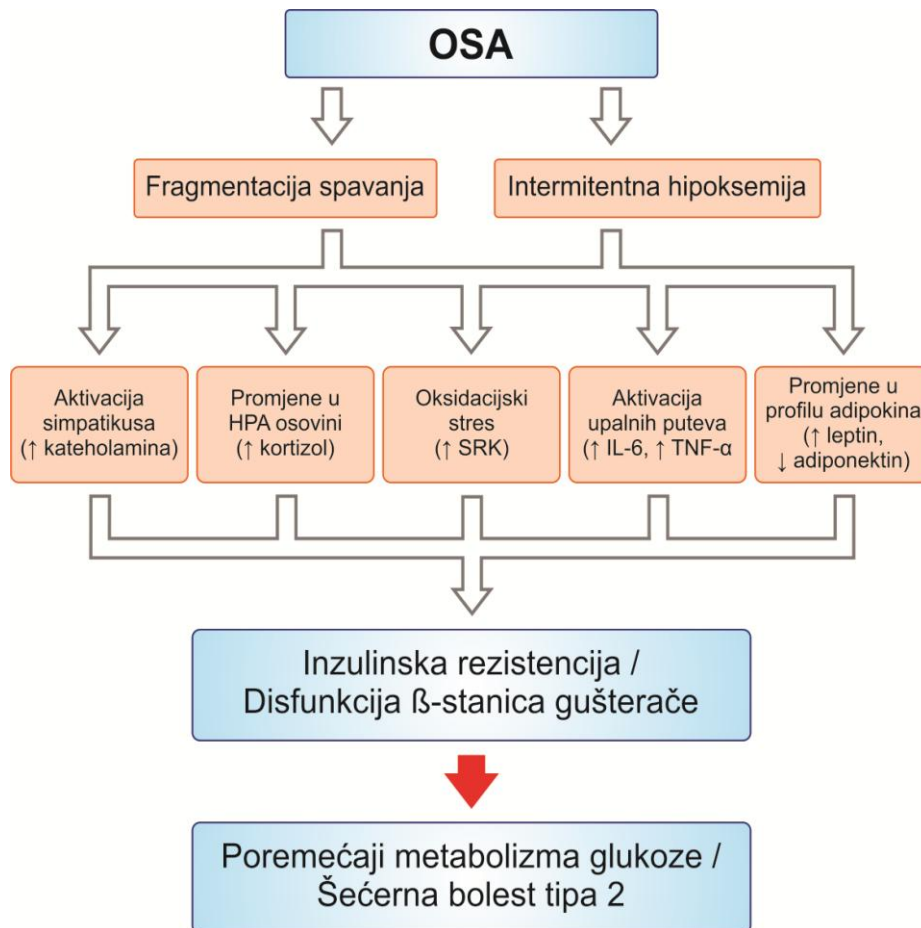 OSA
Fragmentacija spavanja
Intermitentna hipoksemija
Aktivacija
simpatikusa
(↑ kateholamina)
Promjene u
HPA osovini
(↑ kortizol)
Oksidacijski
stres
(↑ SRK)
Aktivacija
upalnih puteva
(↑ IL-6, ↑ TNF-α
Promjene u
profilu adipokina
(↑ leptin,
↓ adiponektin)
Inzulinska rezistencija /
Disfunkcija ß-stanica gušterače
Poremećaji metabolizma glukoze /
Šećerna bolest tipa 2